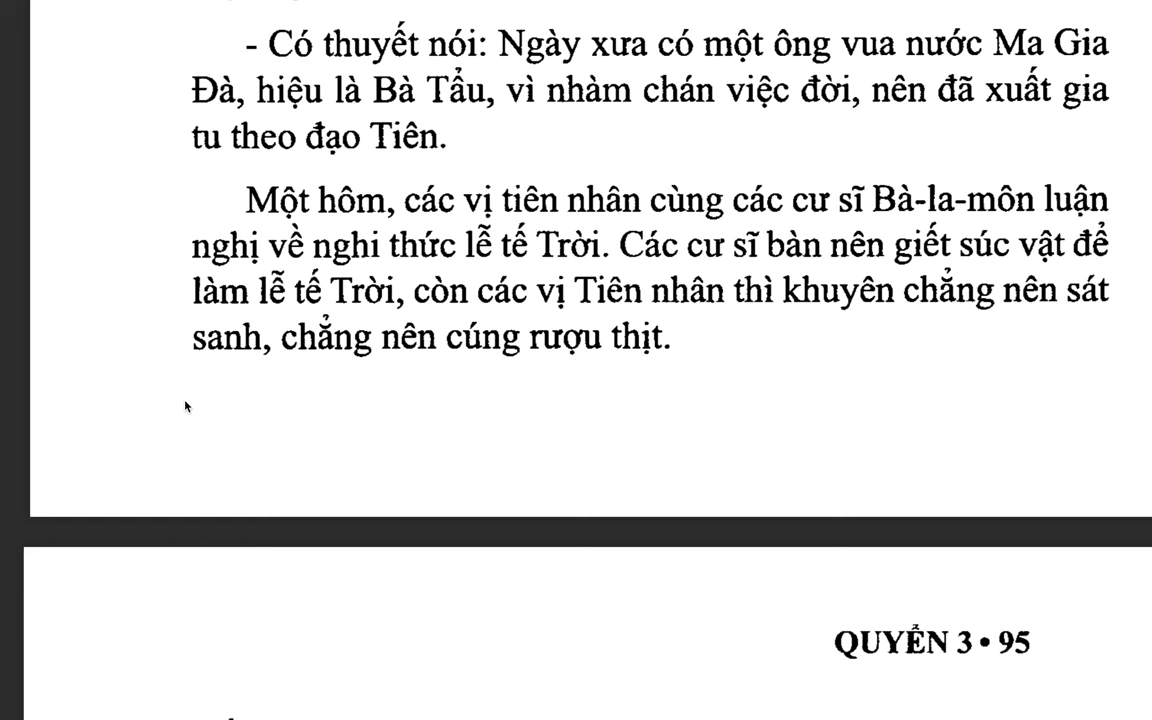 - Có thuyết nói: Ngày xưa có một ông vua nước Ma Gia
Đà, hiệu là Bà Tẩu, vì nhàm chán việc đời, nên đã xuất gia
tu theo đạo Tiên.
Một hôm, các vị tiên nhân cùng các cư sĩ Bà-la-môn luận
nghị về nghi thức lễ tế Trời. Các cư sĩ bàn nên giết súc vật để
làm lễ tế Trời, còn các vị Tiên nhân thì khuyên chẳng nên sát
sanh, chẳng nên cúng rượu thịt.
QUYỂN 3 • 95